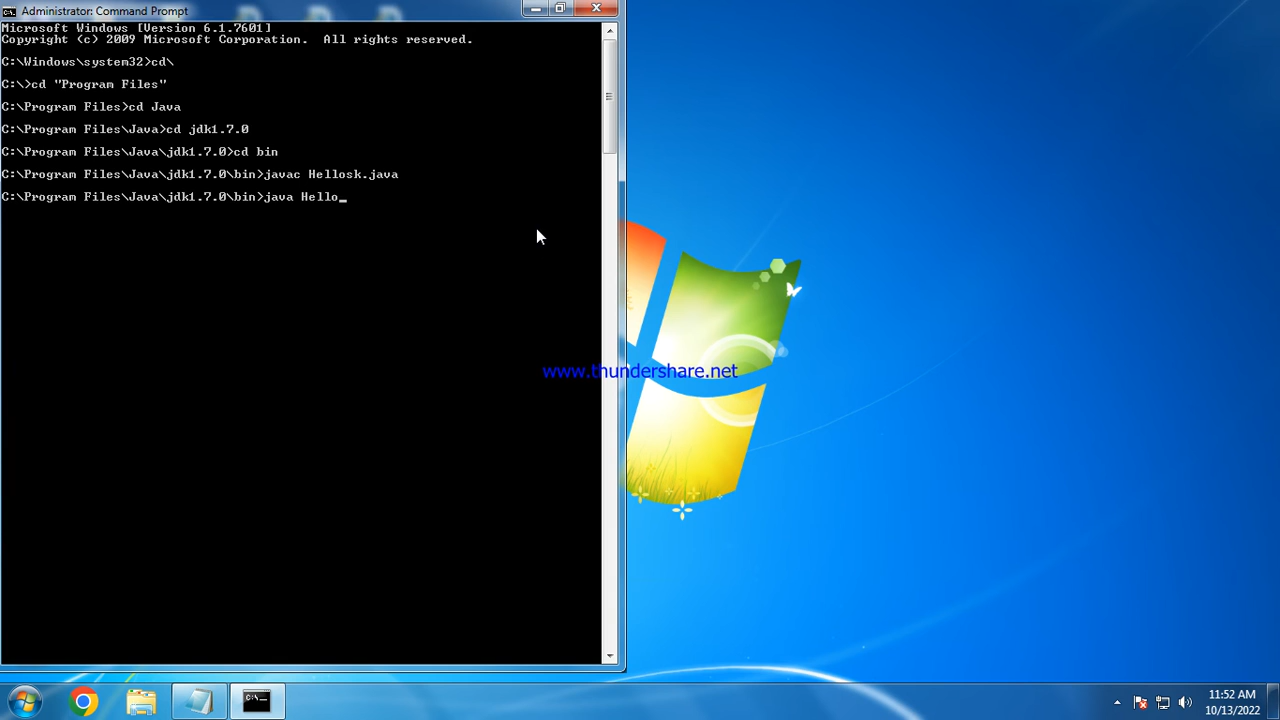 Administrator: Command Prompt
Microsoft Windows [Version 6.1.7601]
Copyright (c) 2009 Microsoft Corporation.  All rights reserved.
C:\Windows\system32>cd\
C:\>cd "Program Files"
C:\Program Files>cd Java
C:\Program Files\Java>cd jdk1.7.0
C:\Program Files\Java\jdk1.7.0>cd bin
C:\Program Files\Java\jdk1.7.0\bin>javac Hellosk.java
C:\Program Files\Java\jdk1.7.0\bin>java Hello_
www.thundershare.net
11:52 AM
10/13/2022